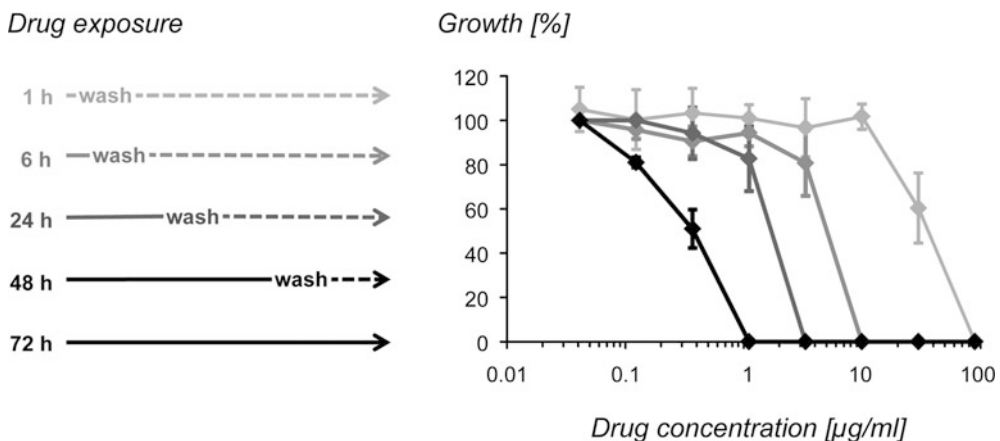 Drug exposure
1 h wash
6 h wash
24 h wash
48 h wash
72 h
Growth [%]
120
100
80
60
40
20
0
0.01 0.1 1 10 100
Drug concentration [µg/ml]